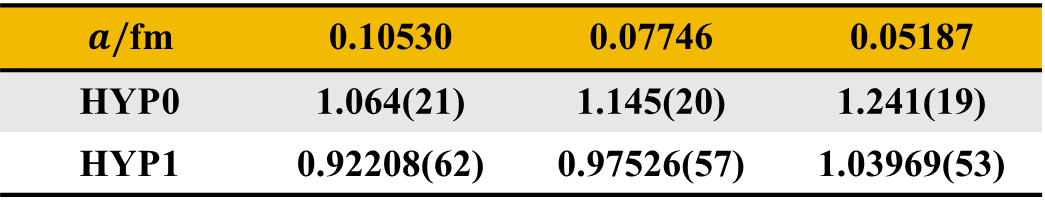 a/fm 0.10530 0.07746 0.05187
HYP0 1.064(21) 1.145(20) 1.241(19)
HYP1 0.92208(62) 0.97526(57) 1.03969(53)